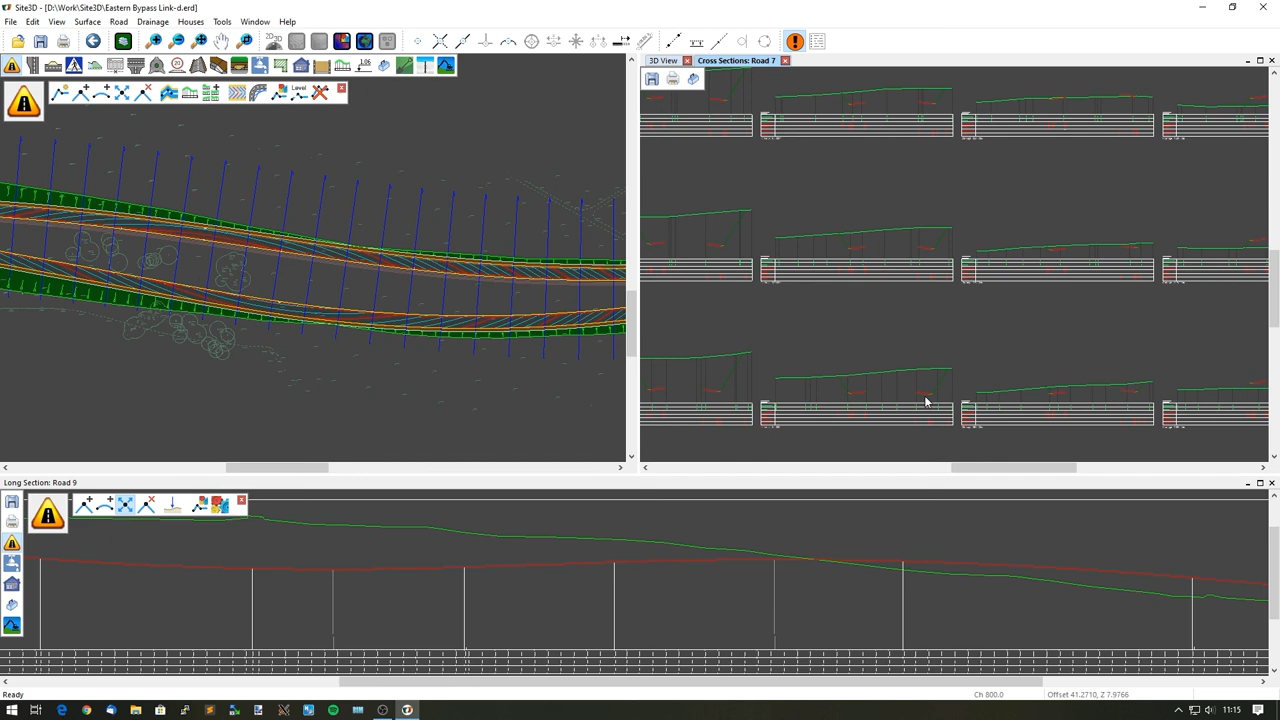 Site3D - [D:\Work\Site3D\Eastern Bypass Link-d.erd]
File Edit View Surface Road Drainage Houses Tools Window Help
3D View
Cross Sections: Road 7
Level
Long Section: Road 9
Ready
Ch 800.0
Offset 41.2710, Z 7.9766
11:15